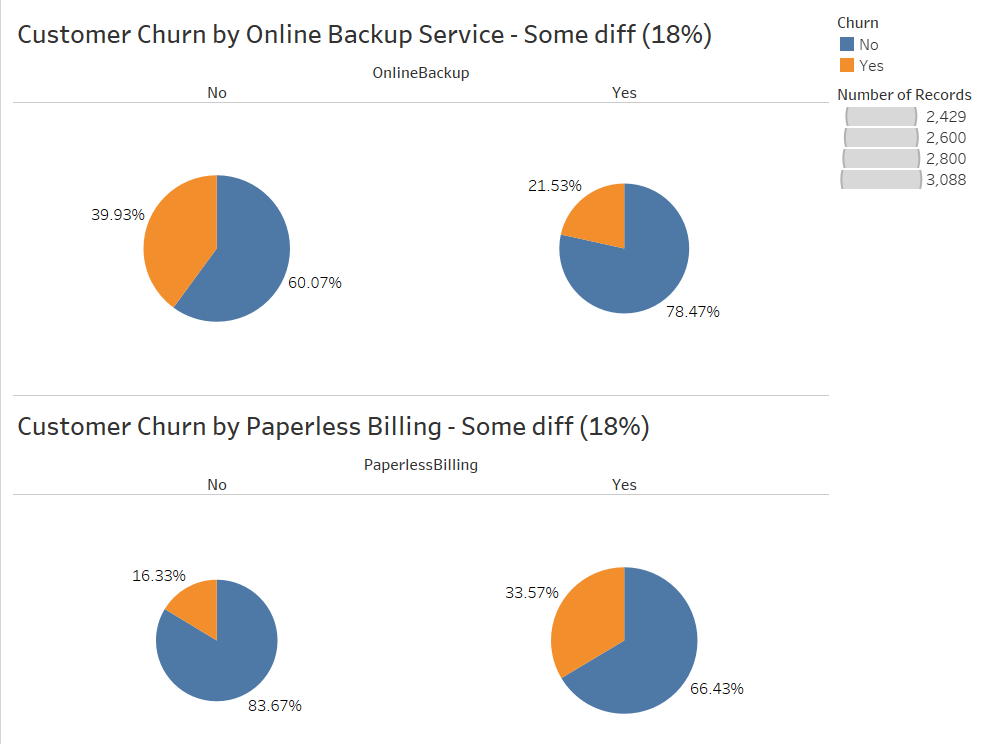 Customer Churn by Online Backup Service - Some diff (18%)
OnlineBackup
No
Yes
39.93%
60.07%
21.53%
78.47%
Customer Churn by Paperless Billing - Some diff (18%)
PaperlessBilling
No
Yes
16.33%
83.67%
33.57%
66.43%
Churn
No
Yes
Number of Records
2,429
2,600
2,800
3,088